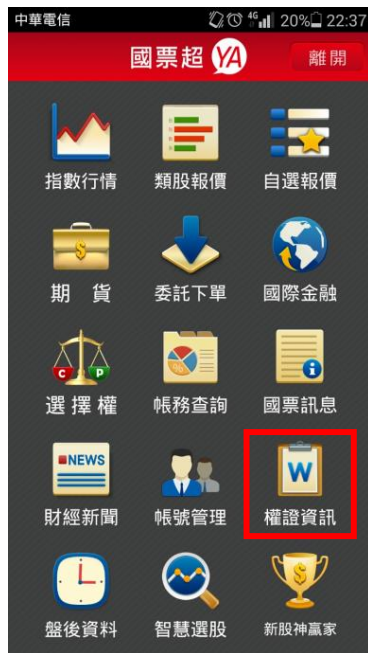 中華電信 4G 20% 22:37
國票超 YA 離開
指數行情 類股報價 自選報價
$
期 貨 委託下單 國際金融
C P % i
選擇權 帳務查詢 國票訊息
NEWS W
財經新聞 帳號管理 權證資訊
$
盤後資料 智慧選股 新股神贏家